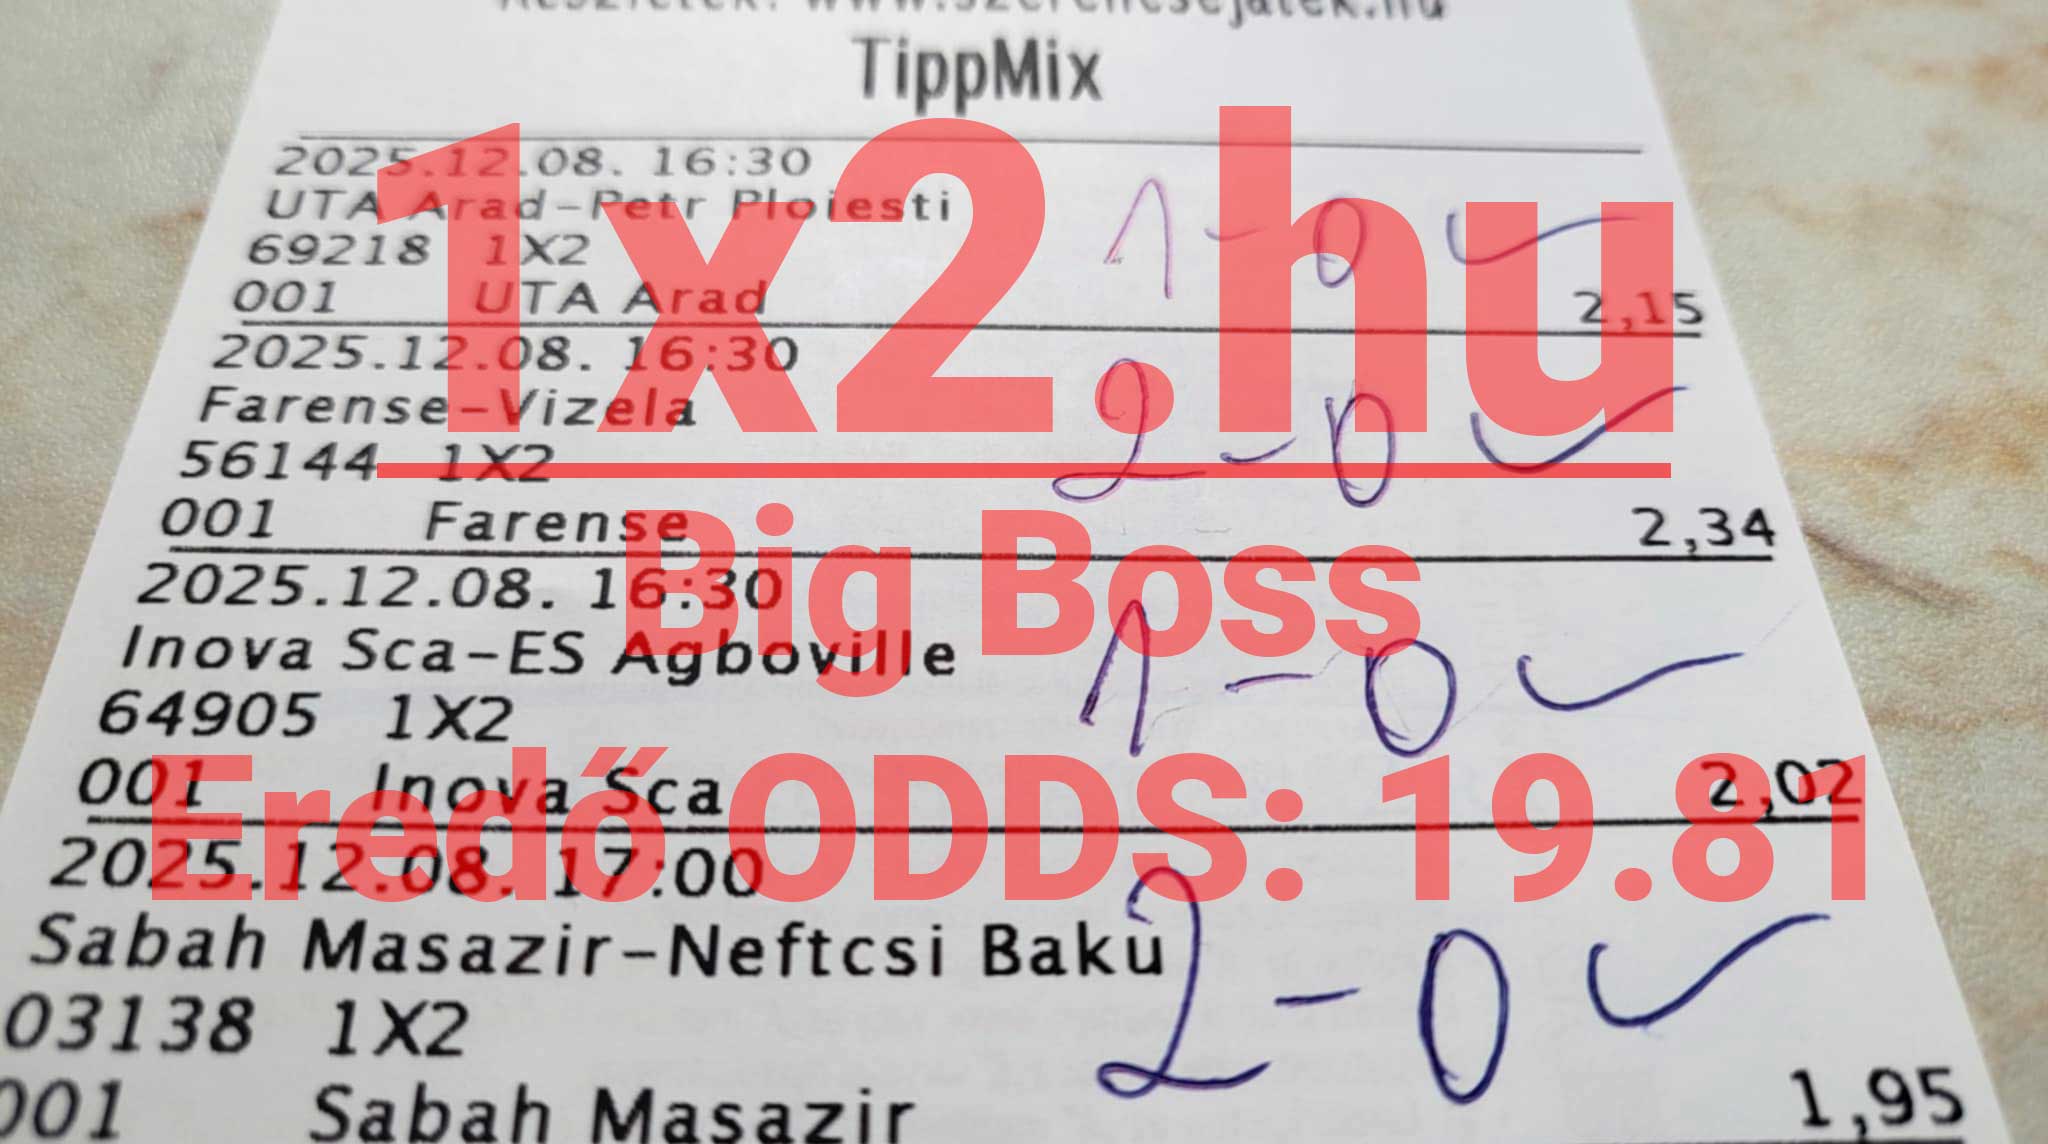 Részletek: www.szerencsejatek.hu
TippMix
2025.12.08. 16:30
UTA Arad-Petr Ploiesti
69218 1X2
1-0
001 UTA Arad 2,15
2025.12.08. 16:30
Farense-Vizela
56144 1X2
2-0
001 Farense 2,34
2025.12.08. 16:30
Inova Sca-ES Agboville
64905 1X2
1-0
001 Inova Sca 2,02
2025.12.08. 17:00
Sabah Masazir-Neftcsi Baku
03138 1X2
2-0
001 Sabah Masazir 1,95
1x2.hu
Big Boss
Eredő ODDS: 19.81